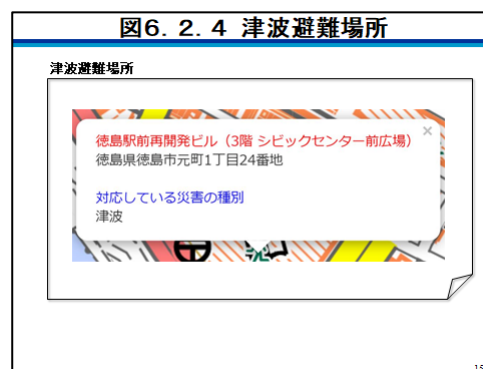 図6.2.4 津波避難場所
津波避難場所
徳島駅前再開発ビル(3階 シビックセンター前広場)
徳島県徳島市元町1丁目24番地
対応している災害の種別
津波